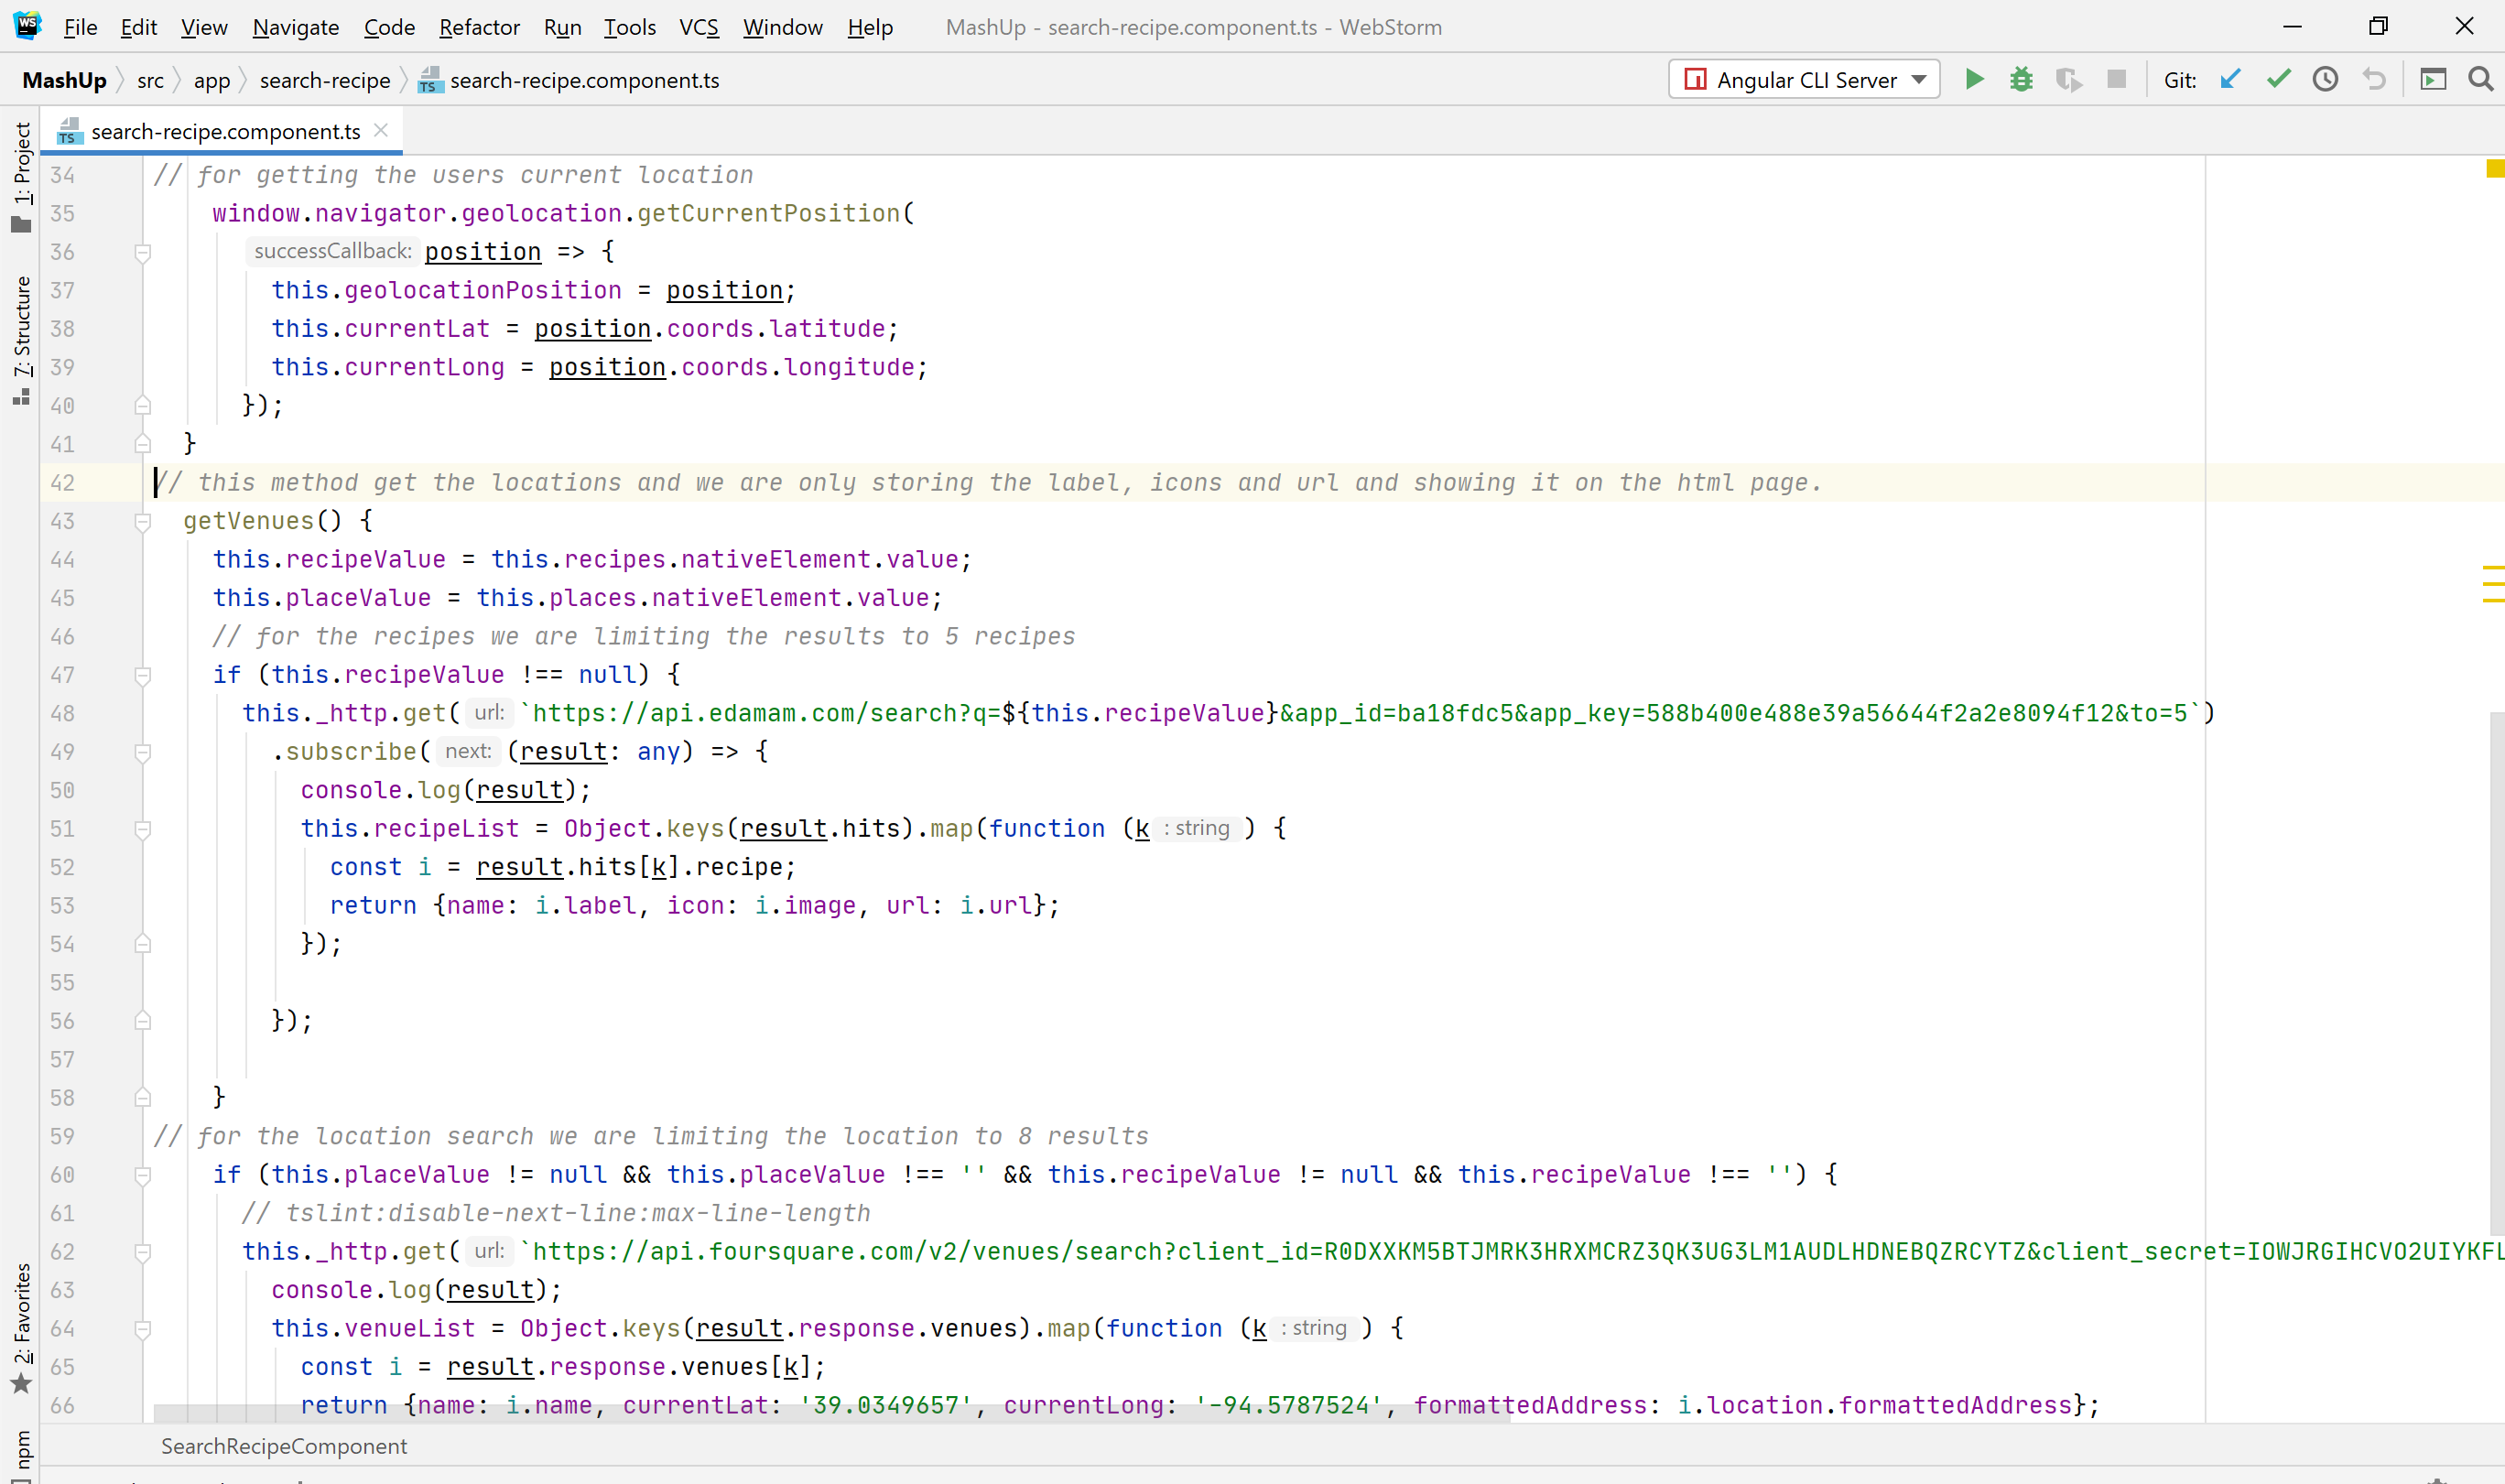 WS File Edit View Navigate Code Refactor Run Tools VCS Window Help MashUp - search-recipe.component.ts - WebStorm
MashUp src app search-recipe TS search-recipe.component.ts Angular CLI Server Git:
TS search-recipe.component.ts
1: Project
7: Structure
2: Favorites
npm
34 // for getting the users current location
35 window.navigator.geolocation.getCurrentPosition(
36 successCallback: position => {
37 this.geolocationPosition = position;
38 this.currentLat = position.coords.latitude;
39 this.currentLong = position.coords.longitude;
40 });
41 }
42 // this method get the locations and we are only storing the label, icons and url and showing it on the html page.
43 getVenues() {
44 this.recipeValue = this.recipes.nativeElement.value;
45 this.placeValue = this.places.nativeElement.value;
46 // for the recipes we are limiting the results to 5 recipes
47 if (this.recipeValue !== null) {
48 this._http.get( url: `https://api.edamam.com/search?q=${this.recipeValue}&app_id=ba18fdc5&app_key=588b400e488e39a56644f2a2e8094f12&to=5`)
49 .subscribe( next: (result: any) => {
50 console.log(result);
51 this.recipeList = Object.keys(result.hits).map(function (k : string ) {
52 const i = result.hits[k].recipe;
53 return {name: i.label, icon: i.image, url: i.url};
54 });
55
56 });
57
58 }
59 // for the location search we are limiting the location to 8 results
60 if (this.placeValue != null && this.placeValue !== '' && this.recipeValue != null && this.recipeValue !== '') {
61 // tslint:disable-next-line:max-line-length
62 this._http.get( url: `https://api.foursquare.com/v2/venues/search?client_id=R0DXXKM5BTJMRK3HRXMCRZ3QK3UG3LM1AUDLHDNEBQZRCYTZ&client_secret=IOWJRGIHCVO2UIYKFL
63 console.log(result);
64 this.venueList = Object.keys(result.response.venues).map(function (k : string ) {
65 const i = result.response.venues[k];
66 return {name: i.name, currentLat: '39.0349657', currentLong: '-94.5787524', formattedAddress: i.location.formattedAddress};
SearchRecipeComponent